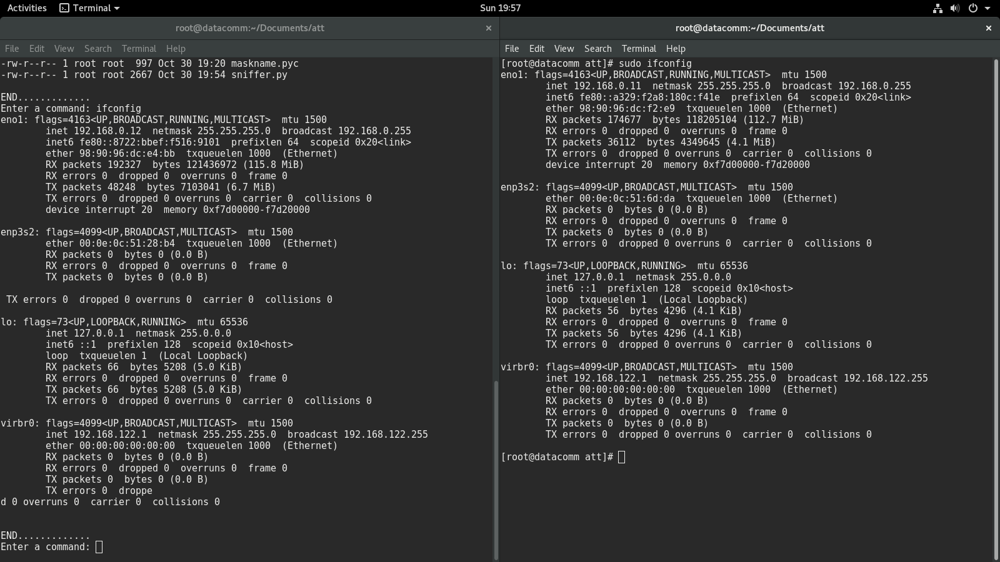 Activities Terminal Sun 19:57
root@datacomm:~/Documents/att
File Edit View Search Terminal Help
-rw-r--r-- 1 root root  997 Oct 30 19:20 maskname.pyc
-rw-r--r-- 1 root root 2667 Oct 30 19:54 sniffer.py
END.............
Enter a command: ifconfig
eno1: flags=4163<UP,BROADCAST,RUNNING,MULTICAST>  mtu 1500
        inet 192.168.0.12  netmask 255.255.255.0  broadcast 192.168.0.255
        inet6 fe80::8722:bbef:f516:9101  prefixlen 64  scopeid 0x20<link>
        ether 98:90:96:dc:e4:bb  txqueuelen 1000  (Ethernet)
        RX packets 192327  bytes 121436972 (115.8 MiB)
        RX errors 0  dropped 0  overruns 0  frame 0
        TX packets 48248  bytes 7103041 (6.7 MiB)
        TX errors 0  dropped 0 overruns 0  carrier 0  collisions 0
        device interrupt 20  memory 0xf7d00000-f7d20000
enp3s2: flags=4099<UP,BROADCAST,MULTICAST>  mtu 1500
        ether 00:0e:0c:51:28:b4  txqueuelen 1000  (Ethernet)
        RX packets 0  bytes 0 (0.0 B)
        RX errors 0  dropped 0  overruns 0  frame 0
        TX packets 0  bytes 0 (0.0 B)
 TX errors 0  dropped 0 overruns 0  carrier 0  collisions 0
lo: flags=73<UP,LOOPBACK,RUNNING>  mtu 65536
        inet 127.0.0.1  netmask 255.0.0.0
        inet6 ::1  prefixlen 128  scopeid 0x10<host>
        loop  txqueuelen 1  (Local Loopback)
        RX packets 66  bytes 5208 (5.0 KiB)
        RX errors 0  dropped 0  overruns 0  frame 0
        TX packets 66  bytes 5208 (5.0 KiB)
        TX errors 0  dropped 0 overruns 0  carrier 0  collisions 0
virbr0: flags=4099<UP,BROADCAST,MULTICAST>  mtu 1500
        inet 192.168.122.1  netmask 255.255.255.0  broadcast 192.168.122.255
        ether 00:00:00:00:00:00  txqueuelen 1000  (Ethernet)
        RX packets 0  bytes 0 (0.0 B)
        RX errors 0  dropped 0  overruns 0  frame 0
        TX packets 0  bytes 0 (0.0 B)
        TX errors 0  droppe
d 0 overruns 0  carrier 0  collisions 0
END.............
Enter a command:
root@datacomm:~/Documents/att
File Edit View Search Terminal Help
[root@datacomm att]# sudo ifconfig
eno1: flags=4163<UP,BROADCAST,RUNNING,MULTICAST>  mtu 1500
        inet 192.168.0.11  netmask 255.255.255.0  broadcast 192.168.0.255
        inet6 fe80::a329:f2a8:180c:f41e  prefixlen 64  scopeid 0x20<link>
        ether 98:90:96:dc:f2:e9  txqueuelen 1000  (Ethernet)
        RX packets 174677  bytes 118205104 (112.7 MiB)
        RX errors 0  dropped 0  overruns 0  frame 0
        TX packets 36112  bytes 4349645 (4.1 MiB)
        TX errors 0  dropped 0 overruns 0  carrier 0  collisions 0
        device interrupt 20  memory 0xf7d00000-f7d20000
enp3s2: flags=4099<UP,BROADCAST,MULTICAST>  mtu 1500
        ether 00:0e:0c:51:6d:da  txqueuelen 1000  (Ethernet)
        RX packets 0  bytes 0 (0.0 B)
        RX errors 0  dropped 0  overruns 0  frame 0
        TX packets 0  bytes 0 (0.0 B)
        TX errors 0  dropped 0 overruns 0  carrier 0  collisions 0
lo: flags=73<UP,LOOPBACK,RUNNING>  mtu 65536
        inet 127.0.0.1  netmask 255.0.0.0
        inet6 ::1  prefixlen 128  scopeid 0x10<host>
        loop  txqueuelen 1  (Local Loopback)
        RX packets 56  bytes 4296 (4.1 KiB)
        RX errors 0  dropped 0  overruns 0  frame 0
        TX packets 56  bytes 4296 (4.1 KiB)
        TX errors 0  dropped 0 overruns 0  carrier 0  collisions 0
virbr0: flags=4099<UP,BROADCAST,MULTICAST>  mtu 1500
        inet 192.168.122.1  netmask 255.255.255.0  broadcast 192.168.122.255
        ether 00:00:00:00:00:00  txqueuelen 1000  (Ethernet)
        RX packets 0  bytes 0 (0.0 B)
        RX errors 0  dropped 0  overruns 0  frame 0
        TX packets 0  bytes 0 (0.0 B)
        TX errors 0  dropped 0 overruns 0  carrier 0  collisions 0
[root@datacomm att]#